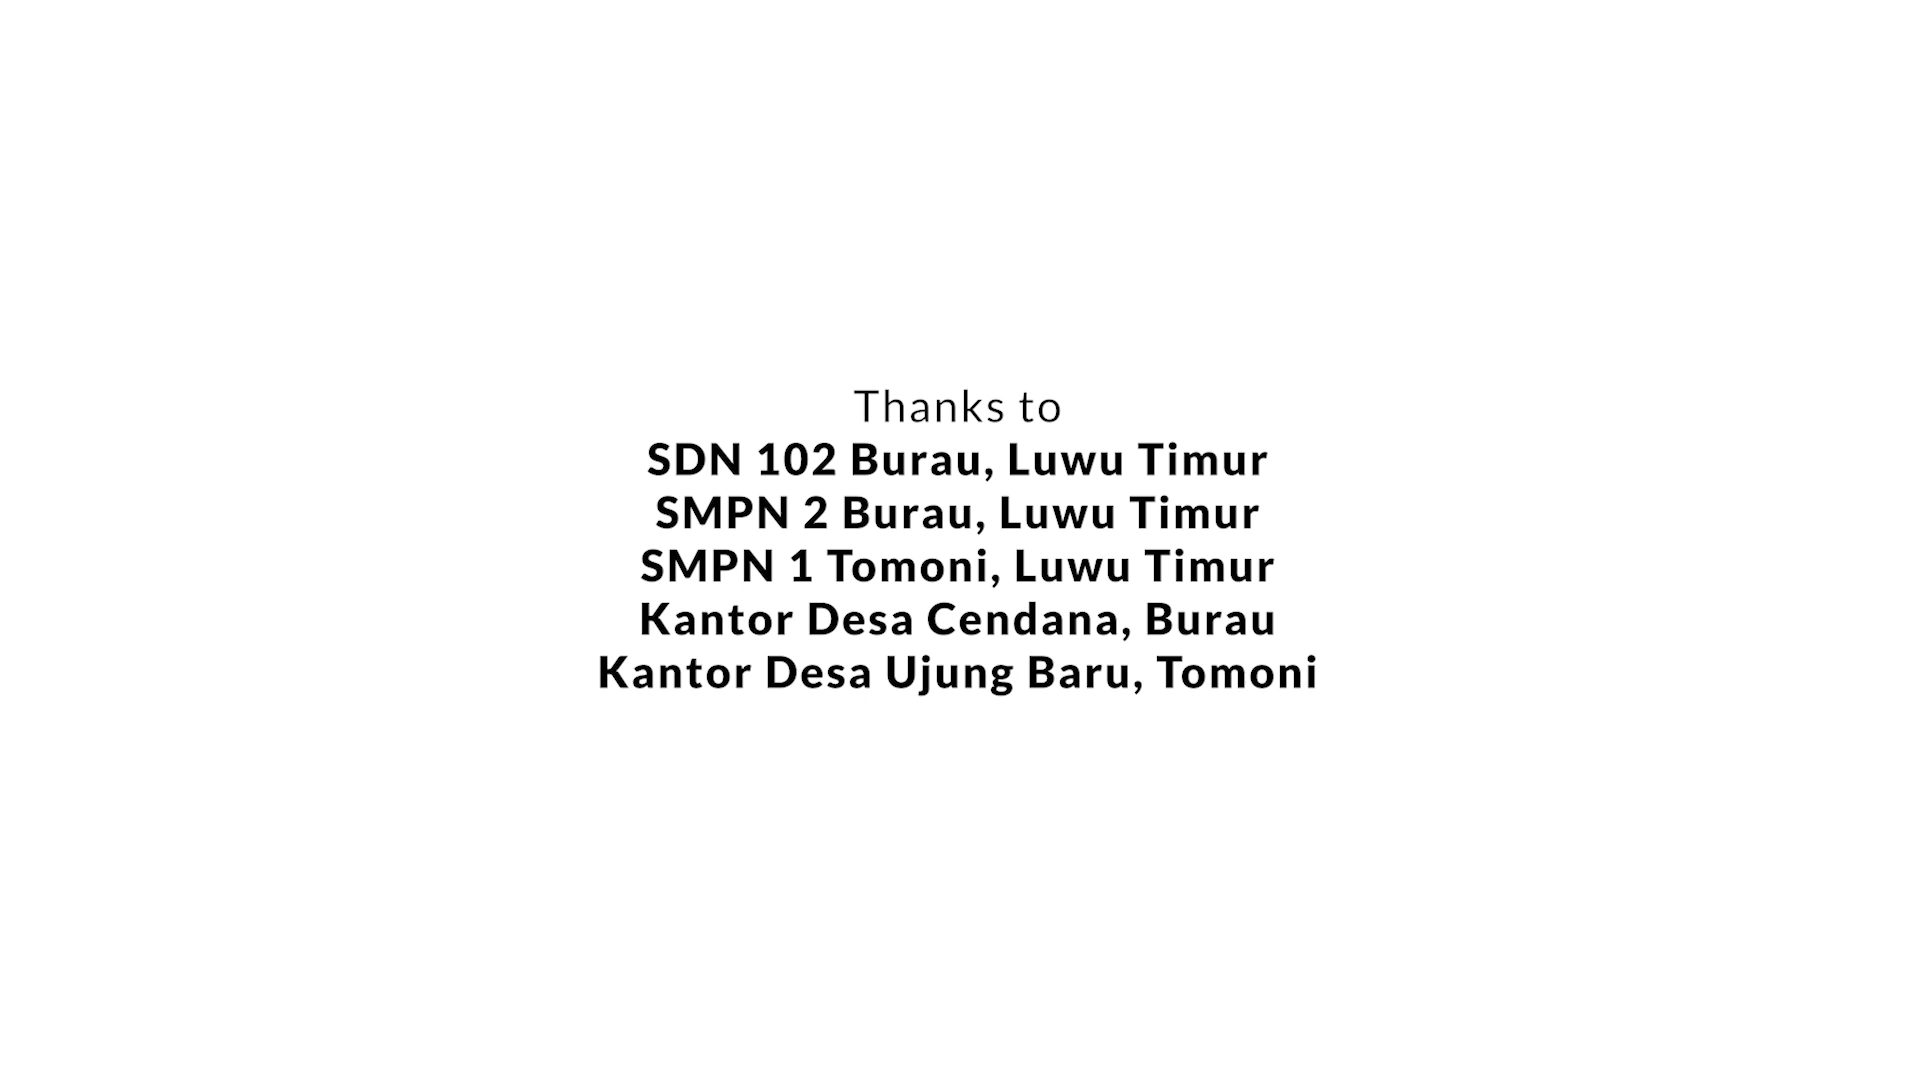 Thanks to
SDN 102 Burau, Luwu Timur
SMPN 2 Burau, Luwu Timur
SMPN 1 Tomoni, Luwu Timur
Kantor Desa Cendana, Burau
Kantor Desa Ujung Baru, Tomoni